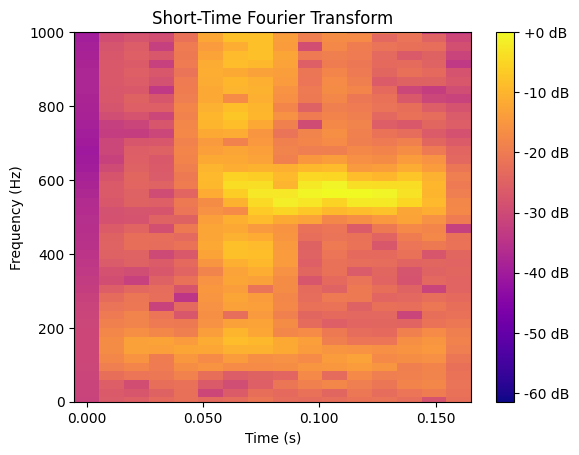 Short-Time Fourier Transform
1000
800
600
400
200
0
Frequency (Hz)
0.000
0.050
0.100
0.150
Time (s)
+0 dB
-10 dB
-20 dB
-30 dB
-40 dB
-50 dB
-60 dB